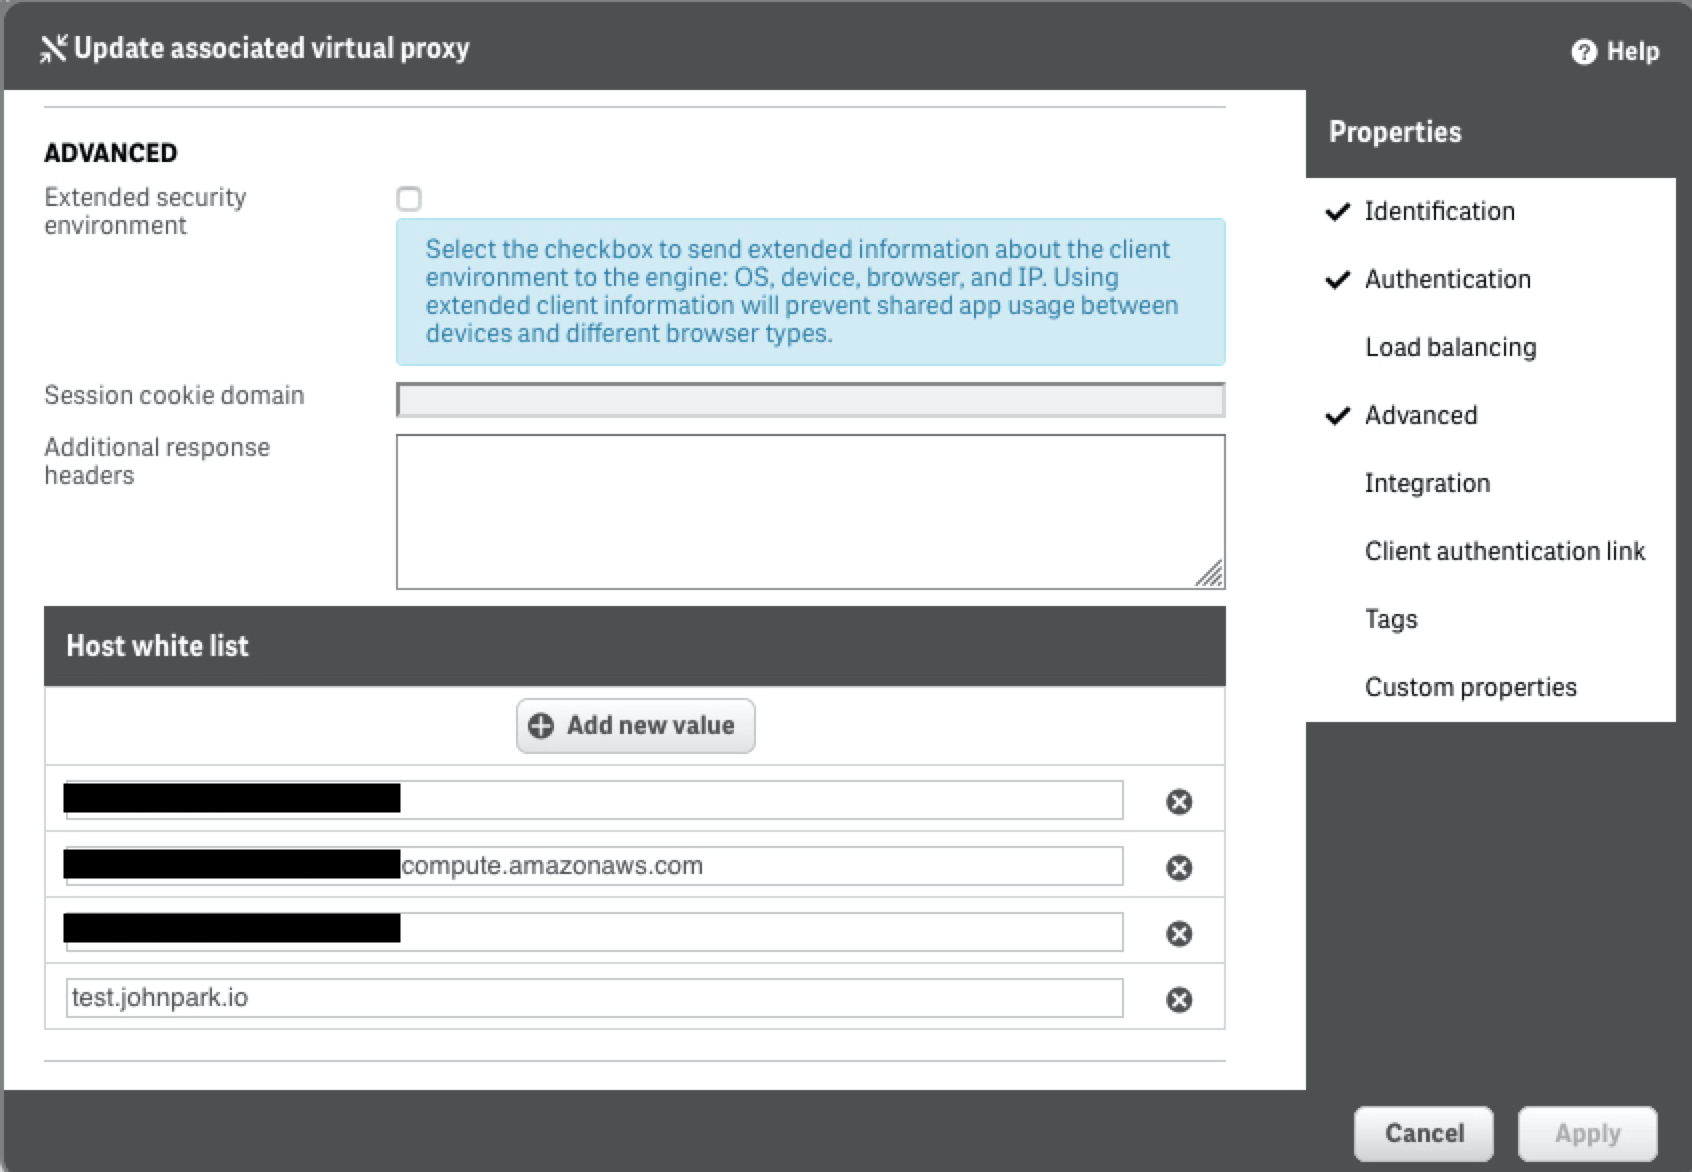 Update associated virtual proxy
Help
Properties
Identification
Authentication
Load balancing
Advanced
Integration
Client authentication link
Tags
Custom properties
ADVANCED
Extended security
environment
Select the checkbox to send extended information about the client
environment to the engine: OS, device, browser, and IP. Using
extended client information will prevent shared app usage between
devices and different browser types.
Session cookie domain
Additional response
headers
Host white list
Add new value
compute.amazonaws.com
test.johnpark.io
Cancel
Apply